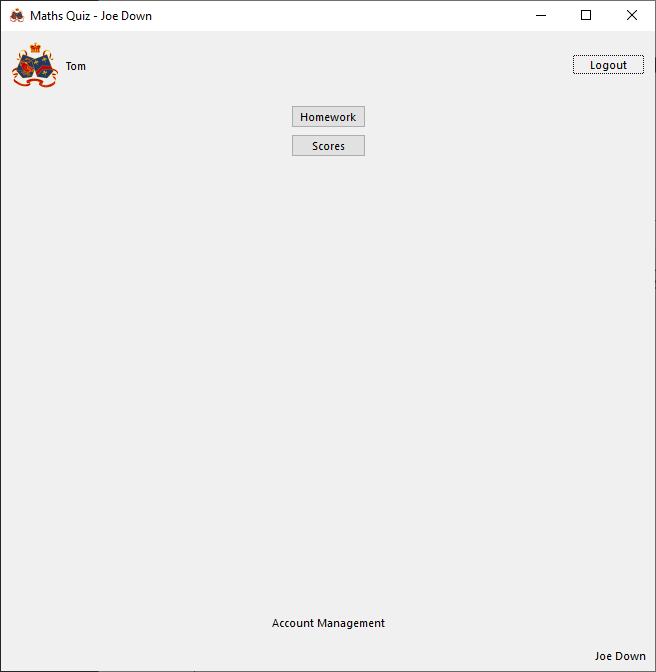 Maths Quiz - Joe Down
Tom
Logout
Homework
Scores
Account Management
Joe Down